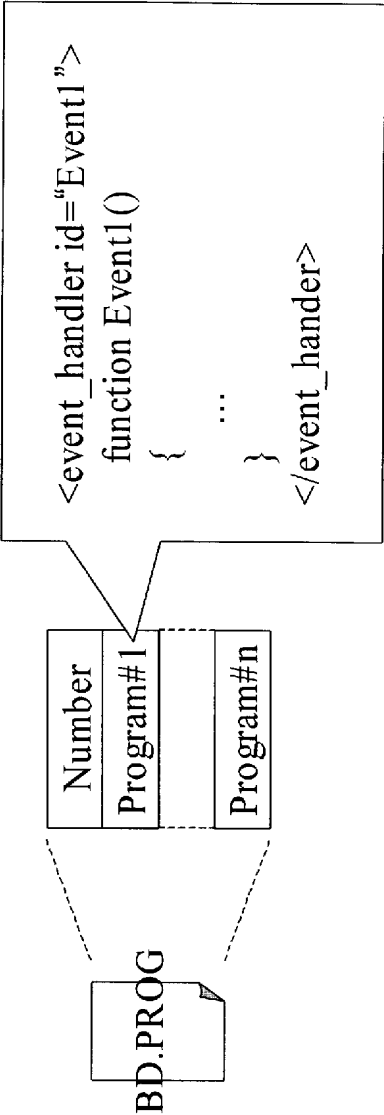 BD.PROG
Number
Program#1
Program#n
<event_handler id=“Event1”>
function Event1()
{
…
}
</event_hander>